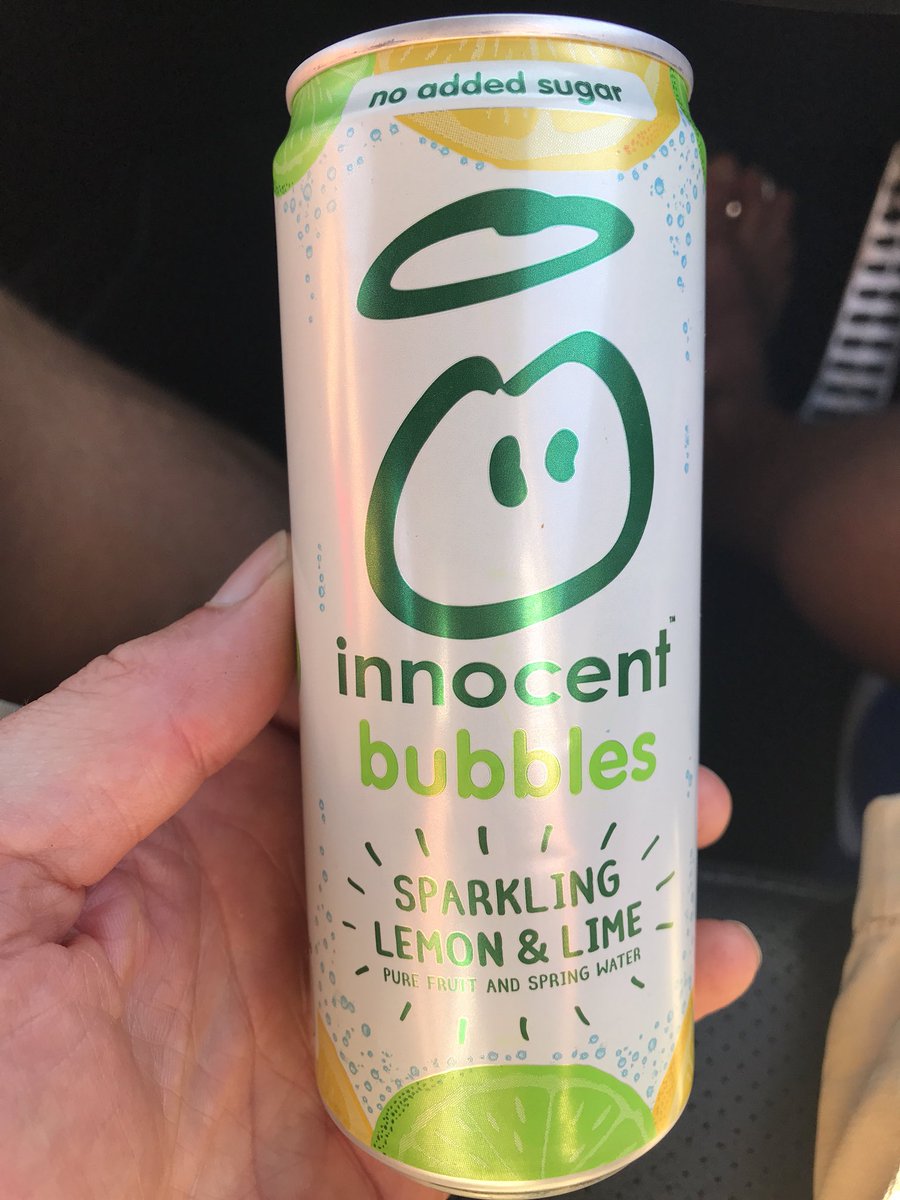 no added sugar
innocent™
bubbles
SPARKLING
LEMON & LIME
PURE FRUIT AND SPRING WATER